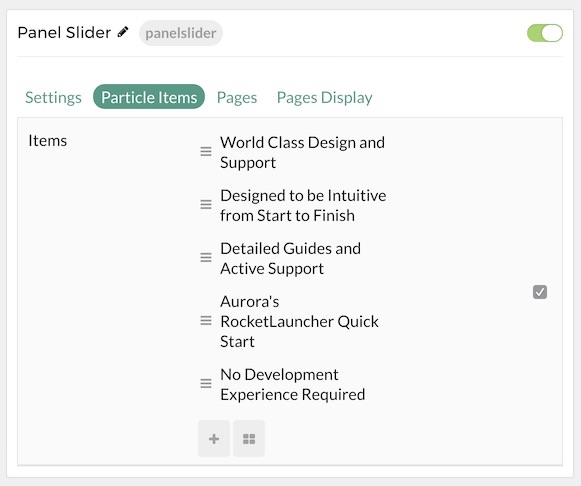 Panel Slider
panelslider
Settings Particle Items Pages Pages Display
Items
World Class Design and
Support
Designed to be Intuitive
from Start to Finish
Detailed Guides and
Active Support
Aurora's
RocketLauncher Quick
Start
No Development
Experience Required